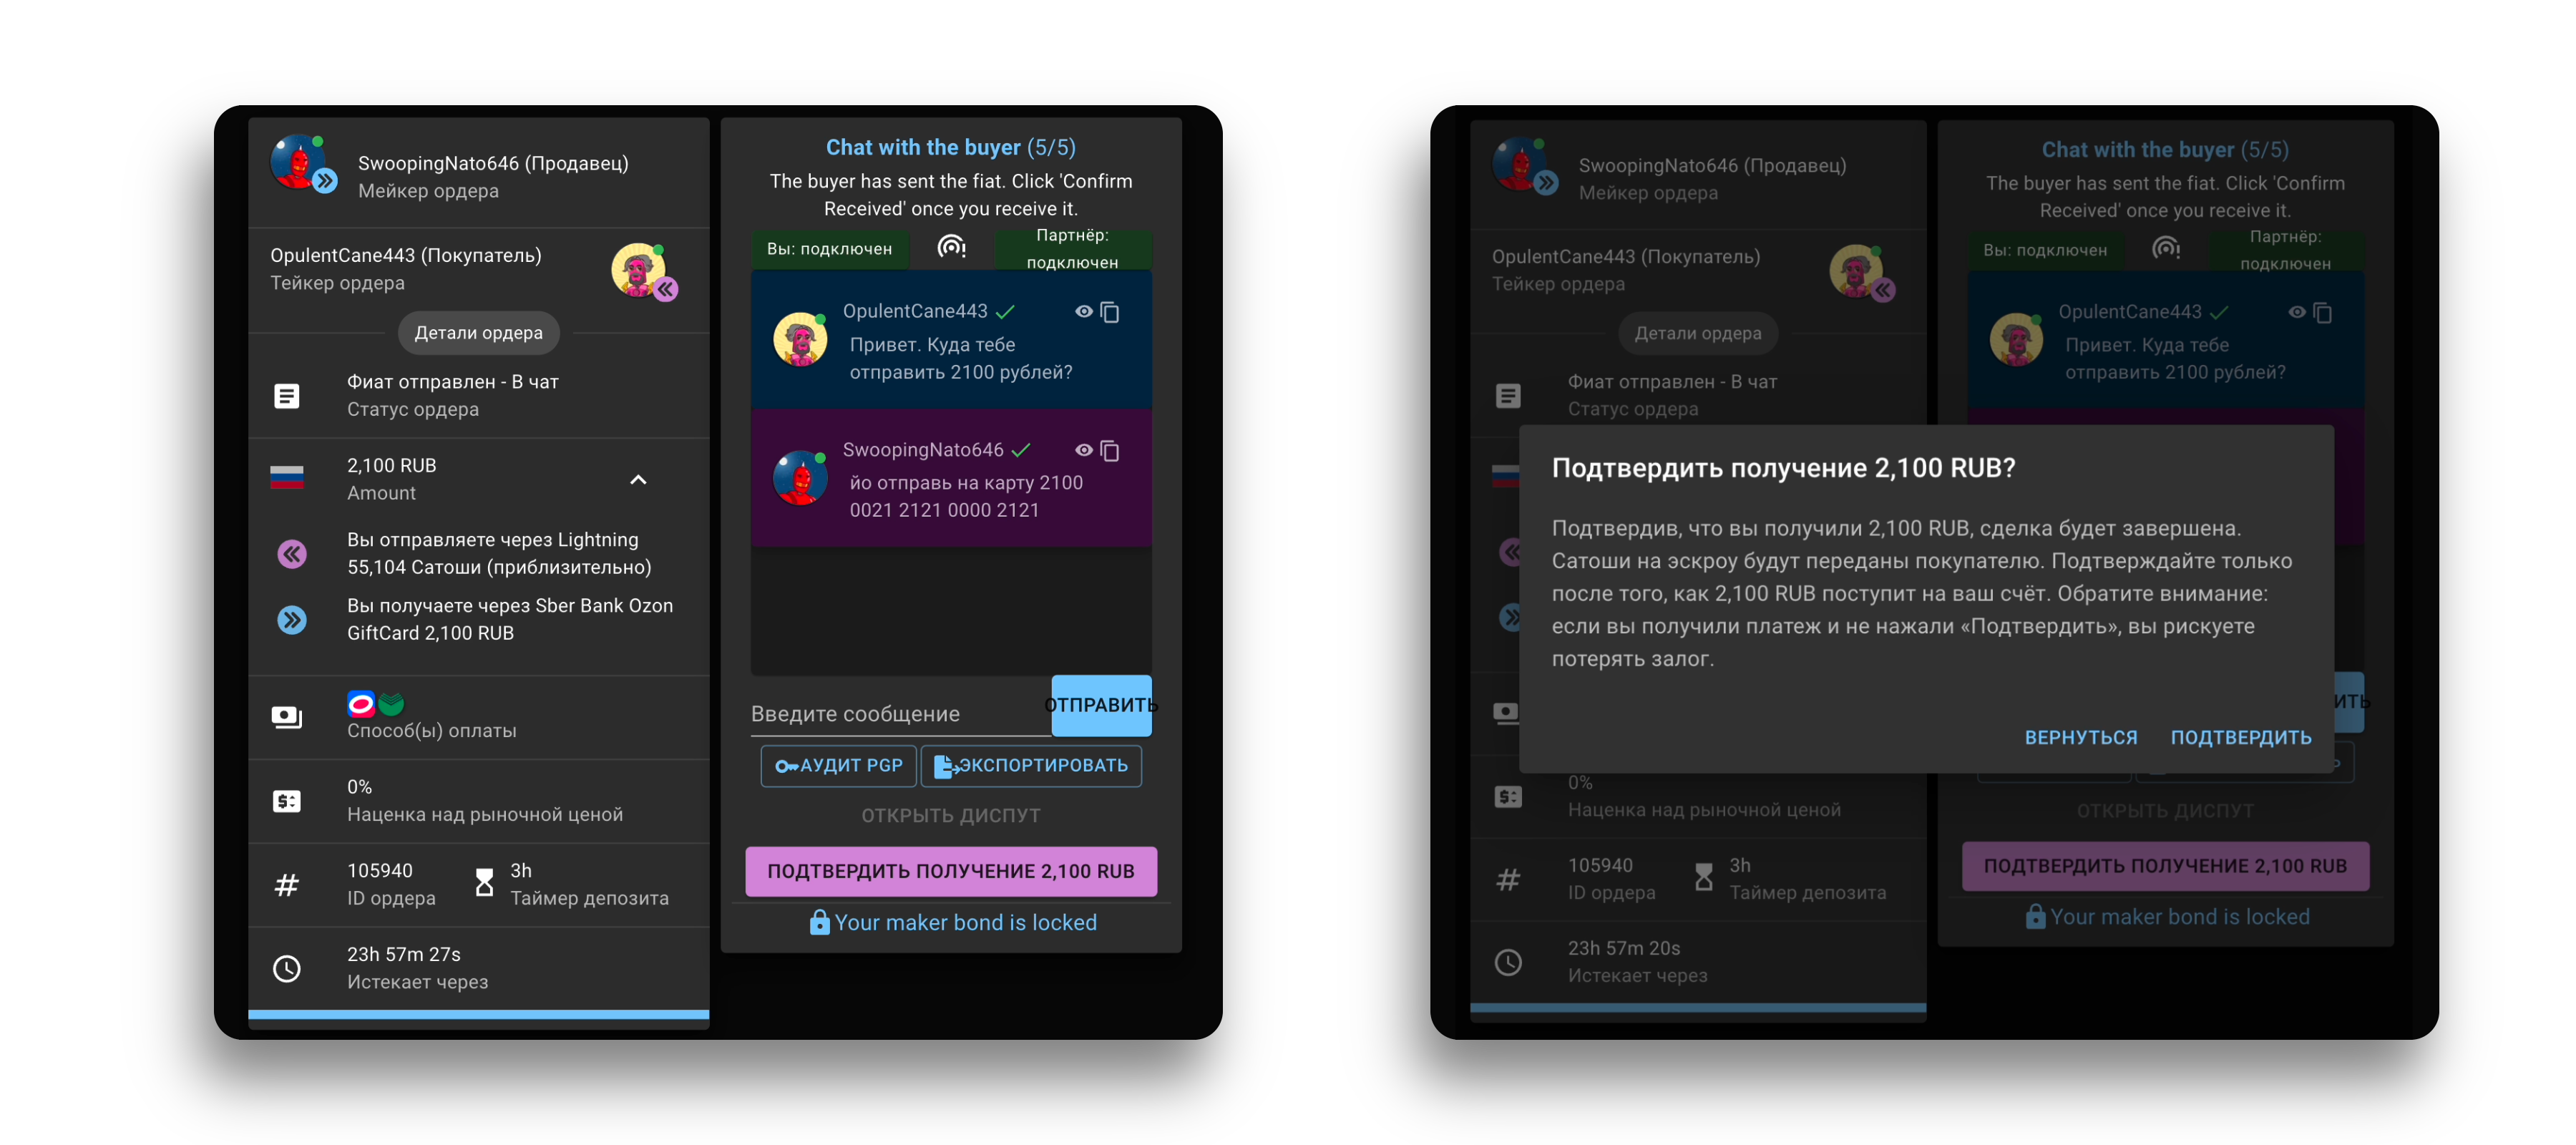 SwoopingNato646 (Продавец)
Мейкер ордера
OpulentCane443 (Покупатель)
Тейкер ордера
Детали ордера
Фиат отправлен - В чат
Статус ордера
2,100 RUB
Amount
Вы отправляете через Lightning
55,104 Сатоши (приблизительно)
Вы получаете через Sber Bank Ozon
GiftCard 2,100 RUB
Способ(ы) оплаты
0%
Наценка над рыночной ценой
105940
ID ордера
3h
Таймер депозита
23h 57m 27s
Истекает через
Chat with the buyer (5/5)
The buyer has sent the fiat. Click 'Confirm
Received' once you receive it.
Вы: подключен
Партнёр:
подключен
OpulentCane443
Привет. Куда тебе
отправить 2100 рублей?
SwoopingNato646
йо отправь на карту 2100
0021 2121 0000 2121
Введите сообщение
ОТПРАВИТЬ
АУДИТ PGP
ЭКСПОРТИРОВАТЬ
ОТКРЫТЬ ДИСПУТ
ПОДТВЕРДИТЬ ПОЛУЧЕНИЕ 2,100 RUB
Your maker bond is locked
SwoopingNato646 (Продавец)
Мейкер ордера
OpulentCane443 (Покупатель)
Тейкер ордера
Детали ордера
Фиат отправлен - В чат
Статус ордера
Chat with the buyer (5/5)
The buyer has sent the fiat. Click 'Confirm
Received' once you receive it.
Вы: подключен
Партнёр:
подключен
OpulentCane443
Привет. Куда тебе
отправить 2100 рублей?
Подтвердить получение 2,100 RUB?
Подтвердив, что вы получили 2,100 RUB, сделка будет завершена.
Сатоши на эскроу будут переданы покупателю. Подтверждайте только
после того, как 2,100 RUB поступит на ваш счёт. Обратите внимание:
если вы получили платеж и не нажали «Подтвердить», вы рискуете
потерять залог.
ВЕРНУТЬСЯ
ПОДТВЕРДИТЬ
0%
Наценка над рыночной ценой
105940
ID ордера
3h
Таймер депозита
23h 57m 20s
Истекает через
ОТКРЫТЬ ДИСПУТ
ПОДТВЕРДИТЬ ПОЛУЧЕНИЕ 2,100 RUB
Your maker bond is locked